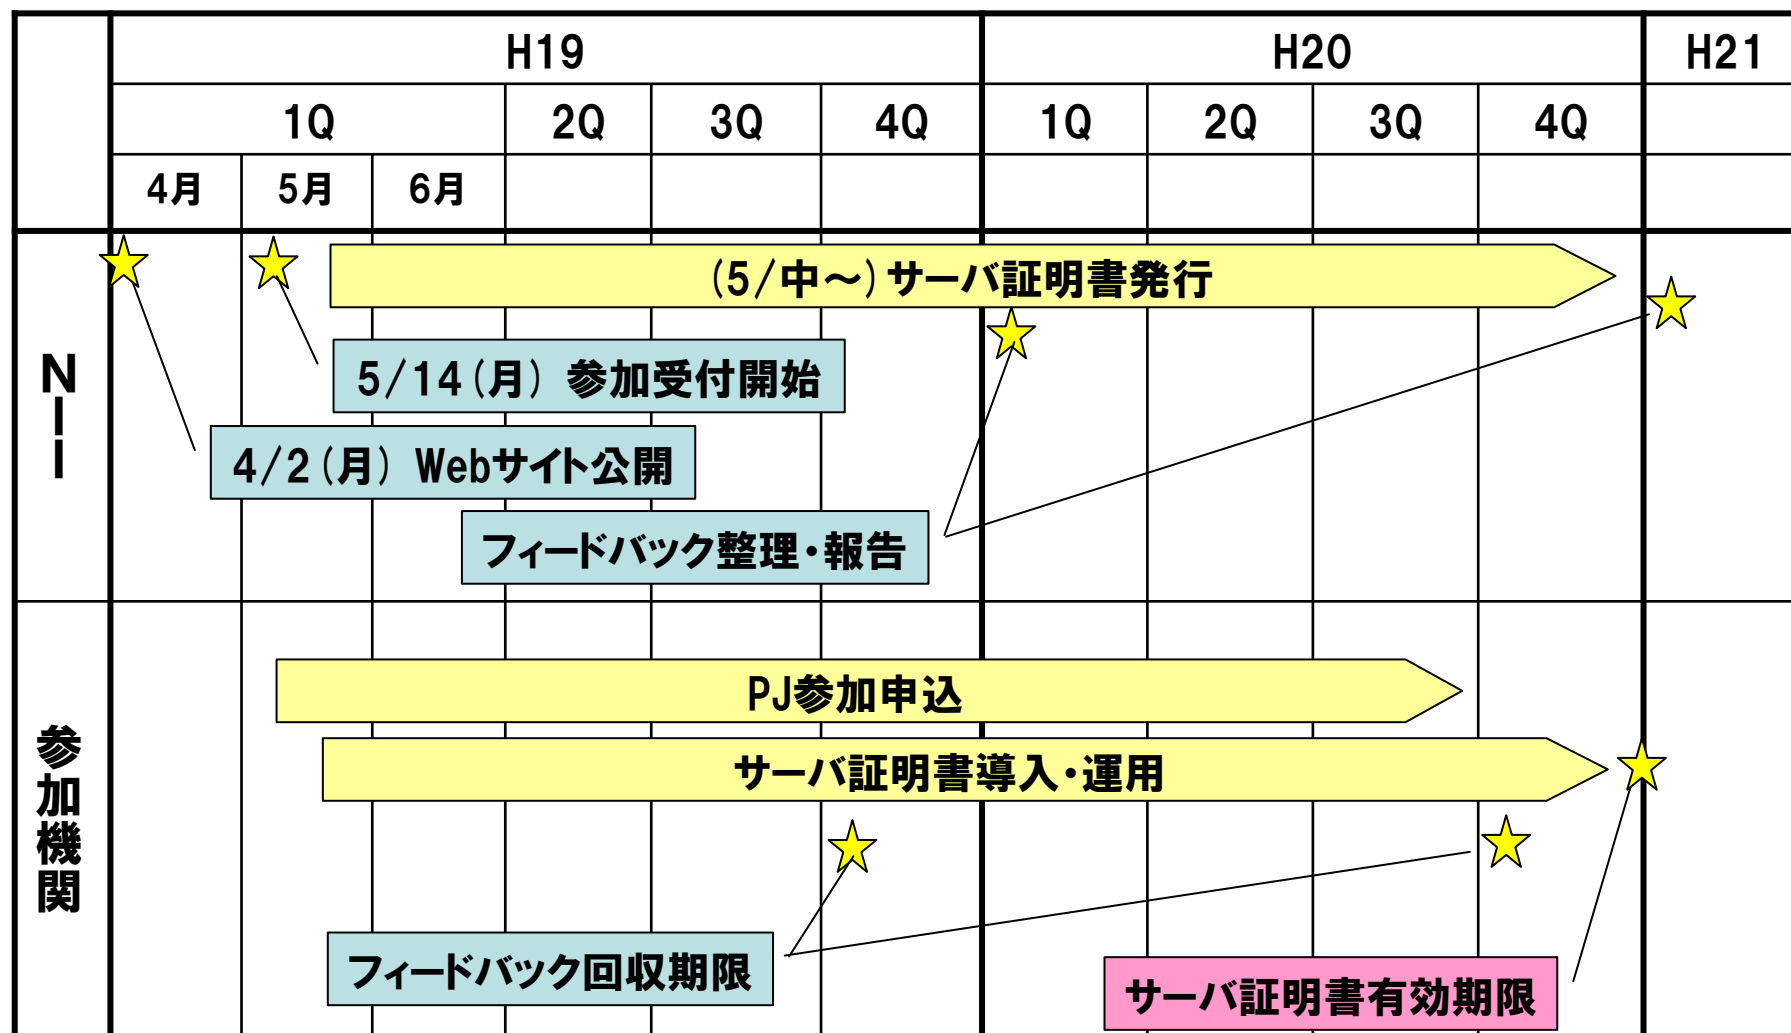 H19 H20 H21
1Q 2Q 3Q 4Q 1Q 2Q 3Q 4Q
4月 5月 6月
NII
(5/中～)サーバ証明書発行
5/14(月) 参加受付開始
4/2(月) Webサイト公開
フィードバック整理・報告
参加機関
PJ参加申込
サーバ証明書導入・運用
フィードバック回収期限
サーバ証明書有効期限